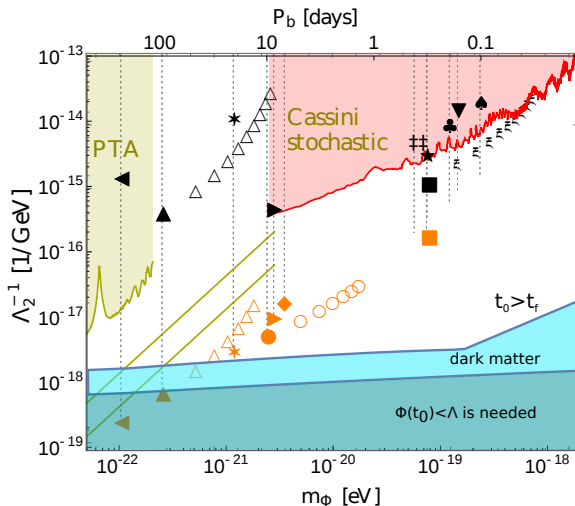 P_b [days]
100 10 9 1 0.1
10^-13
10^-14
10^-15
10^-16
10^-17
10^-18
10^-19
Λ_2^-1 [1/GeV]
PTA
Cassini
stochastic
t_0>t_f
dark matter
Φ(t_0)<Λ is needed
10^-22 10^-21 10^-20 10^-19 10^-18
m_Φ [eV]